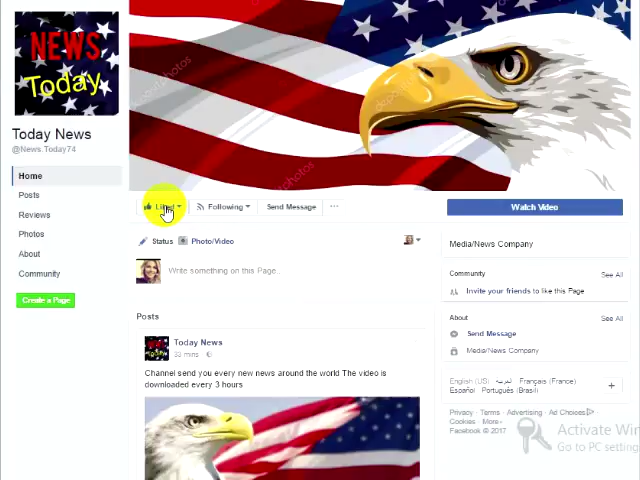 NEWS
Today
Today News
@News.Today74
Home
Posts
Reviews
Photos
About
Community
Create a Page
depositphotos
Liked
Following
Send Message
Watch Video
Status
Photo/Video
Write something on this Page..
Posts
NEWS
Today
Today News
33 mins
Channel send you every new news around the world The video is
downloaded every 3 hours
Media/News Company
Community
See All
Invite your friends to like this Page
About
See All
Send Message
Media/News Company
English (US) · العربية · Français (France) ·
Español · Português (Brasil)
Privacy · Terms · Advertising · Ad Choices
Cookies · More
Facebook © 2017
Activate Win
Go to PC setting